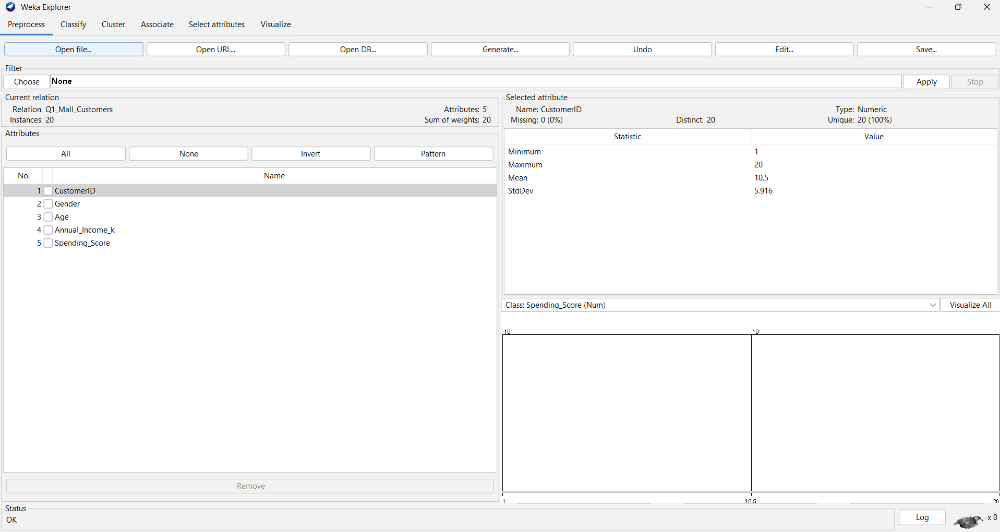 Weka Explorer
Preprocess Classify Cluster Associate Select attributes Visualize
Open file... Open URL... Open DB... Generate... Undo Edit... Save...
Filter
Choose None Apply Stop
Current relation
Relation: Q1_Mall_Customers Attributes: 5
Instances: 20 Sum of weights: 20
Attributes
All None Invert Pattern
No. Name
1 CustomerID
2 Gender
3 Age
4 Annual_Income_k
5 Spending_Score
Remove
Selected attribute
Name: CustomerID Type: Numeric
Missing: 0 (0%) Distinct: 20 Unique: 20 (100%)
Statistic Value
Minimum 1
Maximum 20
Mean 10.5
StdDev 5.916
Class: Spending_Score (Num) Visualize All
10 10
1 10.5 20
Status
OK
Log x 0